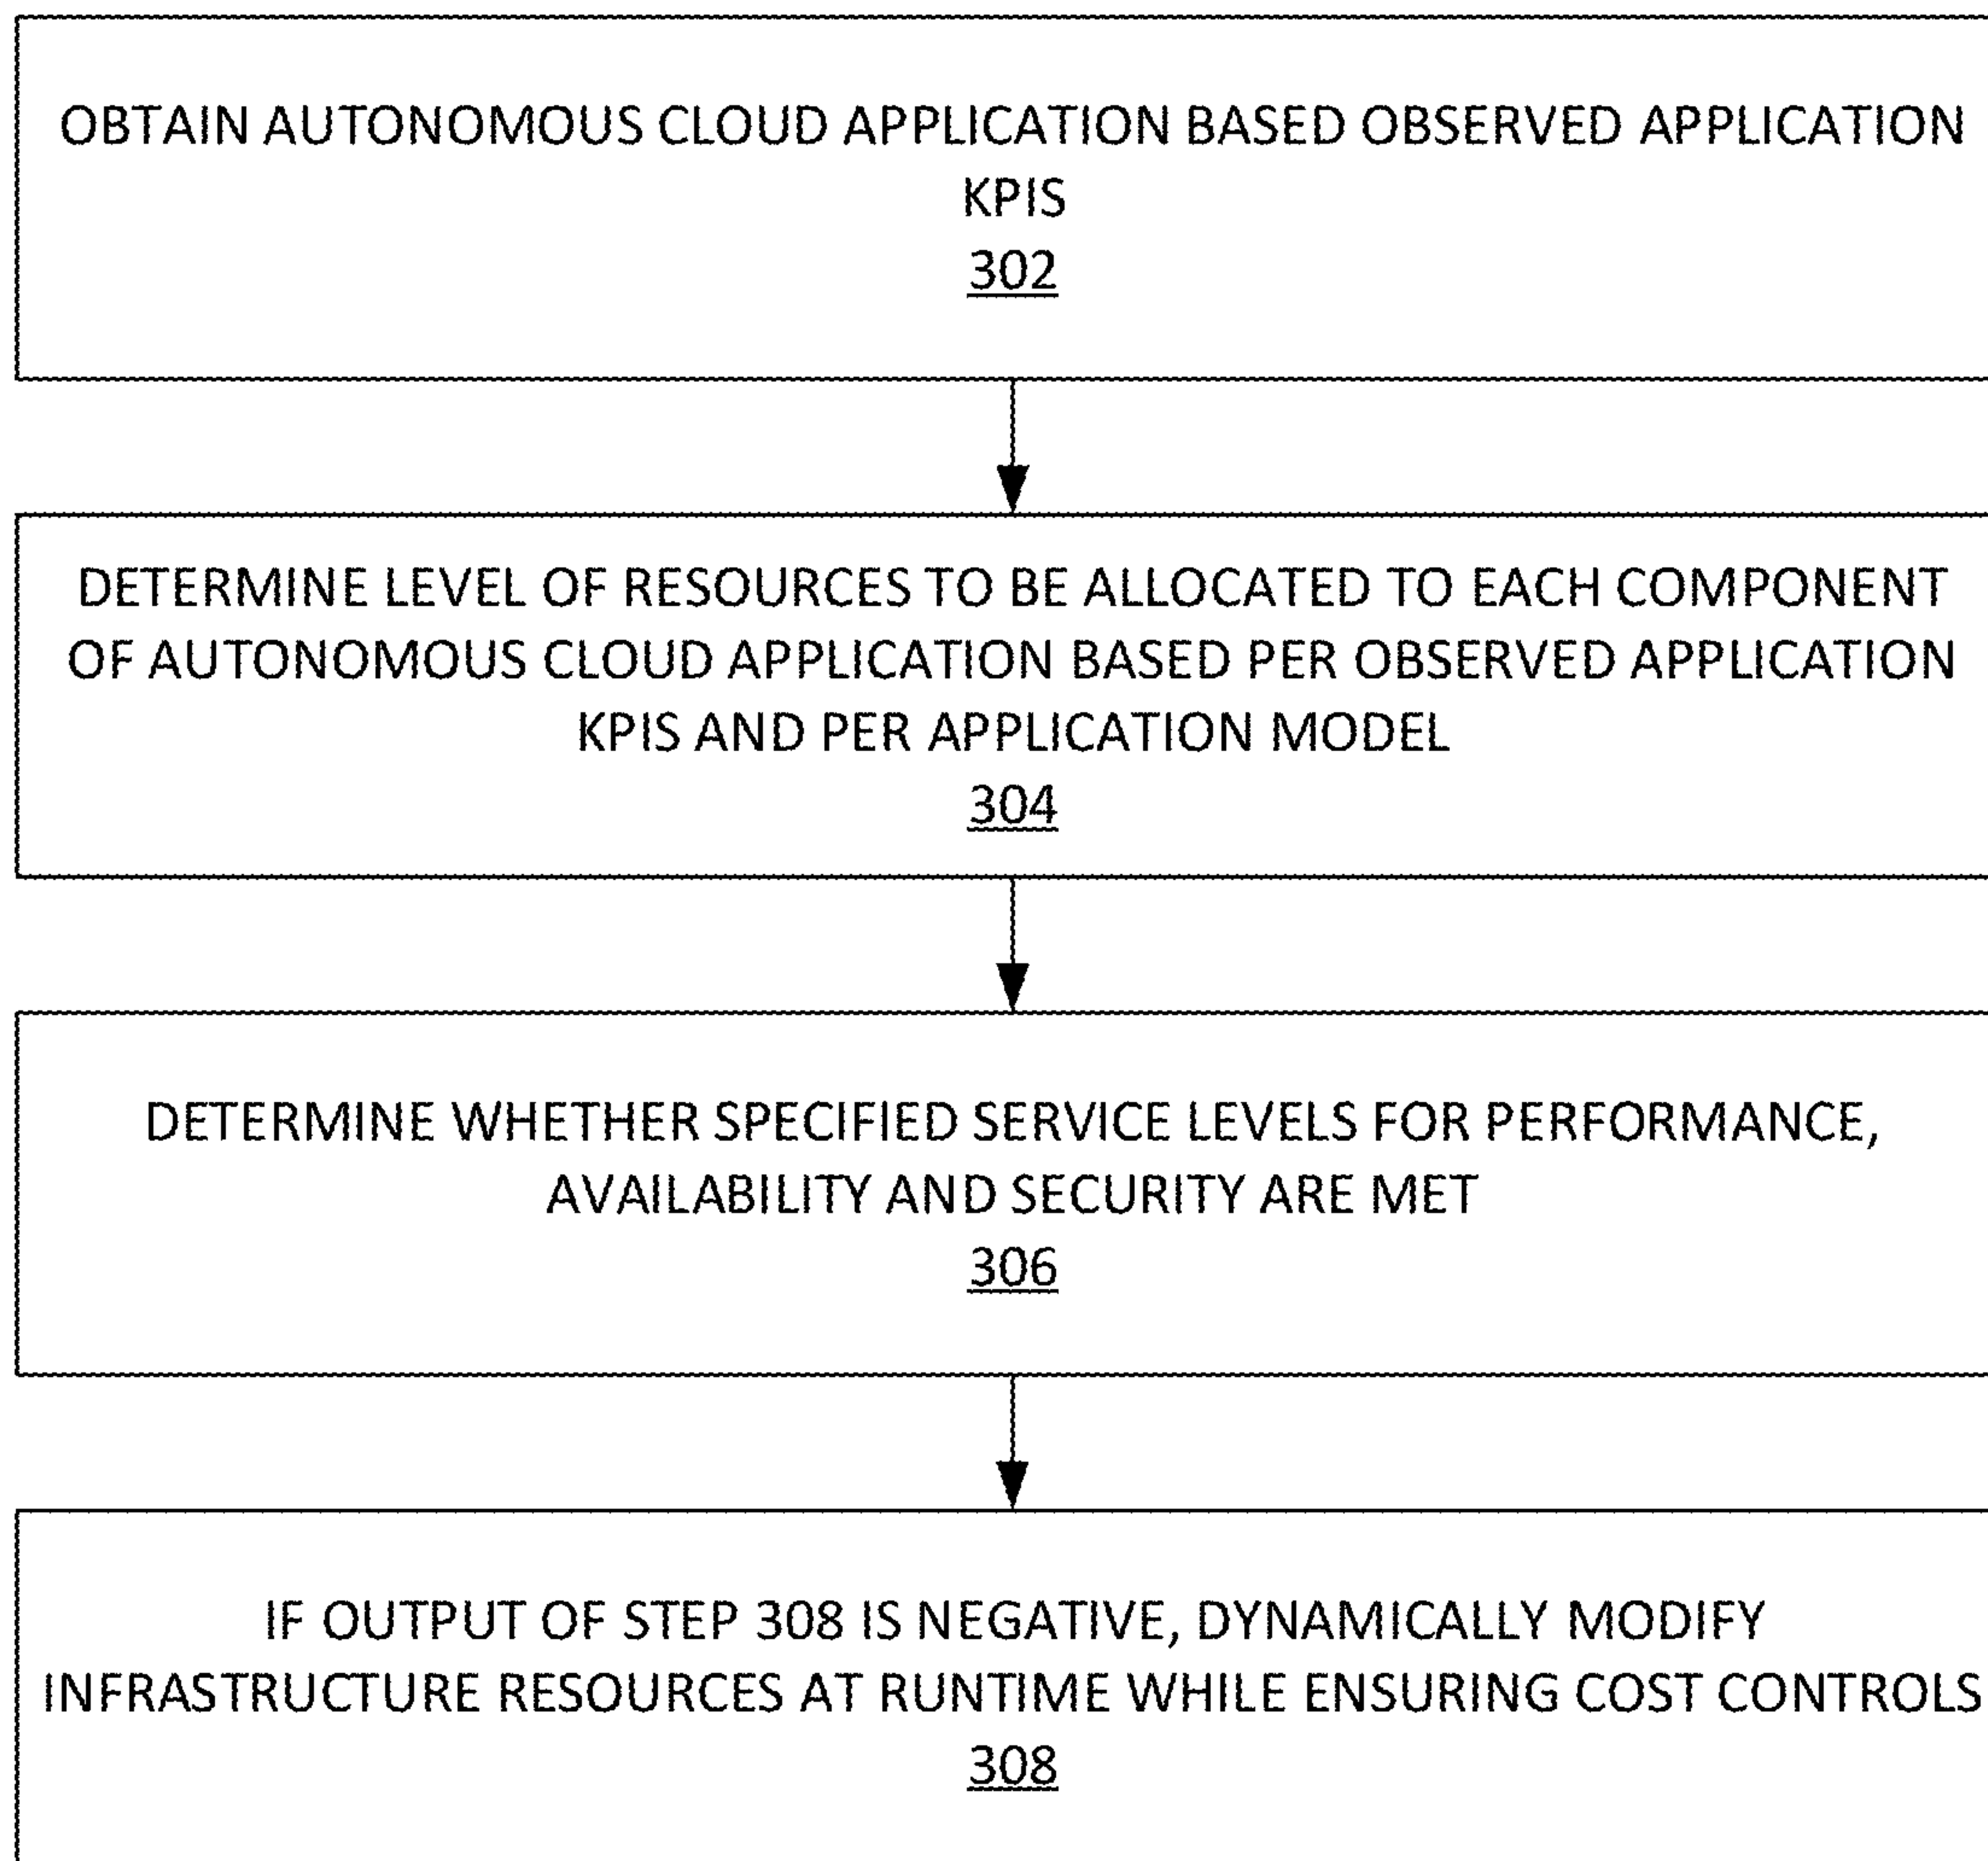 OBTAIN AUTONOMOUS CLOUD APPLICATION BASED OBSERVED APPLICATION
KPIS
302
DETERMINE LEVEL OF RESOURCES TO BE ALLOCATED TO EACH COMPONENT
OF AUTONOMOUS CLOUD APPLICATION BASED PER OBSERVED APPLICATION
KPIS AND PER APPLICATION MODEL
304
DETERMINE WHETHER SPECIFIED SERVICE LEVELS FOR PERFORMANCE,
AVAILABILITY AND SECURITY ARE MET
306
IF OUTPUT OF STEP 308 IS NEGATIVE, DYNAMICALLY MODIFY
INFRASTRUCTURE RESOURCES AT RUNTIME WHILE ENSURING COST CONTROLS
308